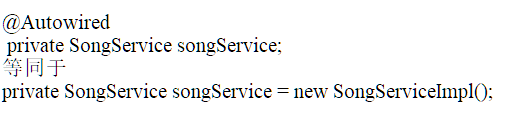 @Autowired
private SongService songService;
等同于
private SongService songService = new SongServiceImpl();